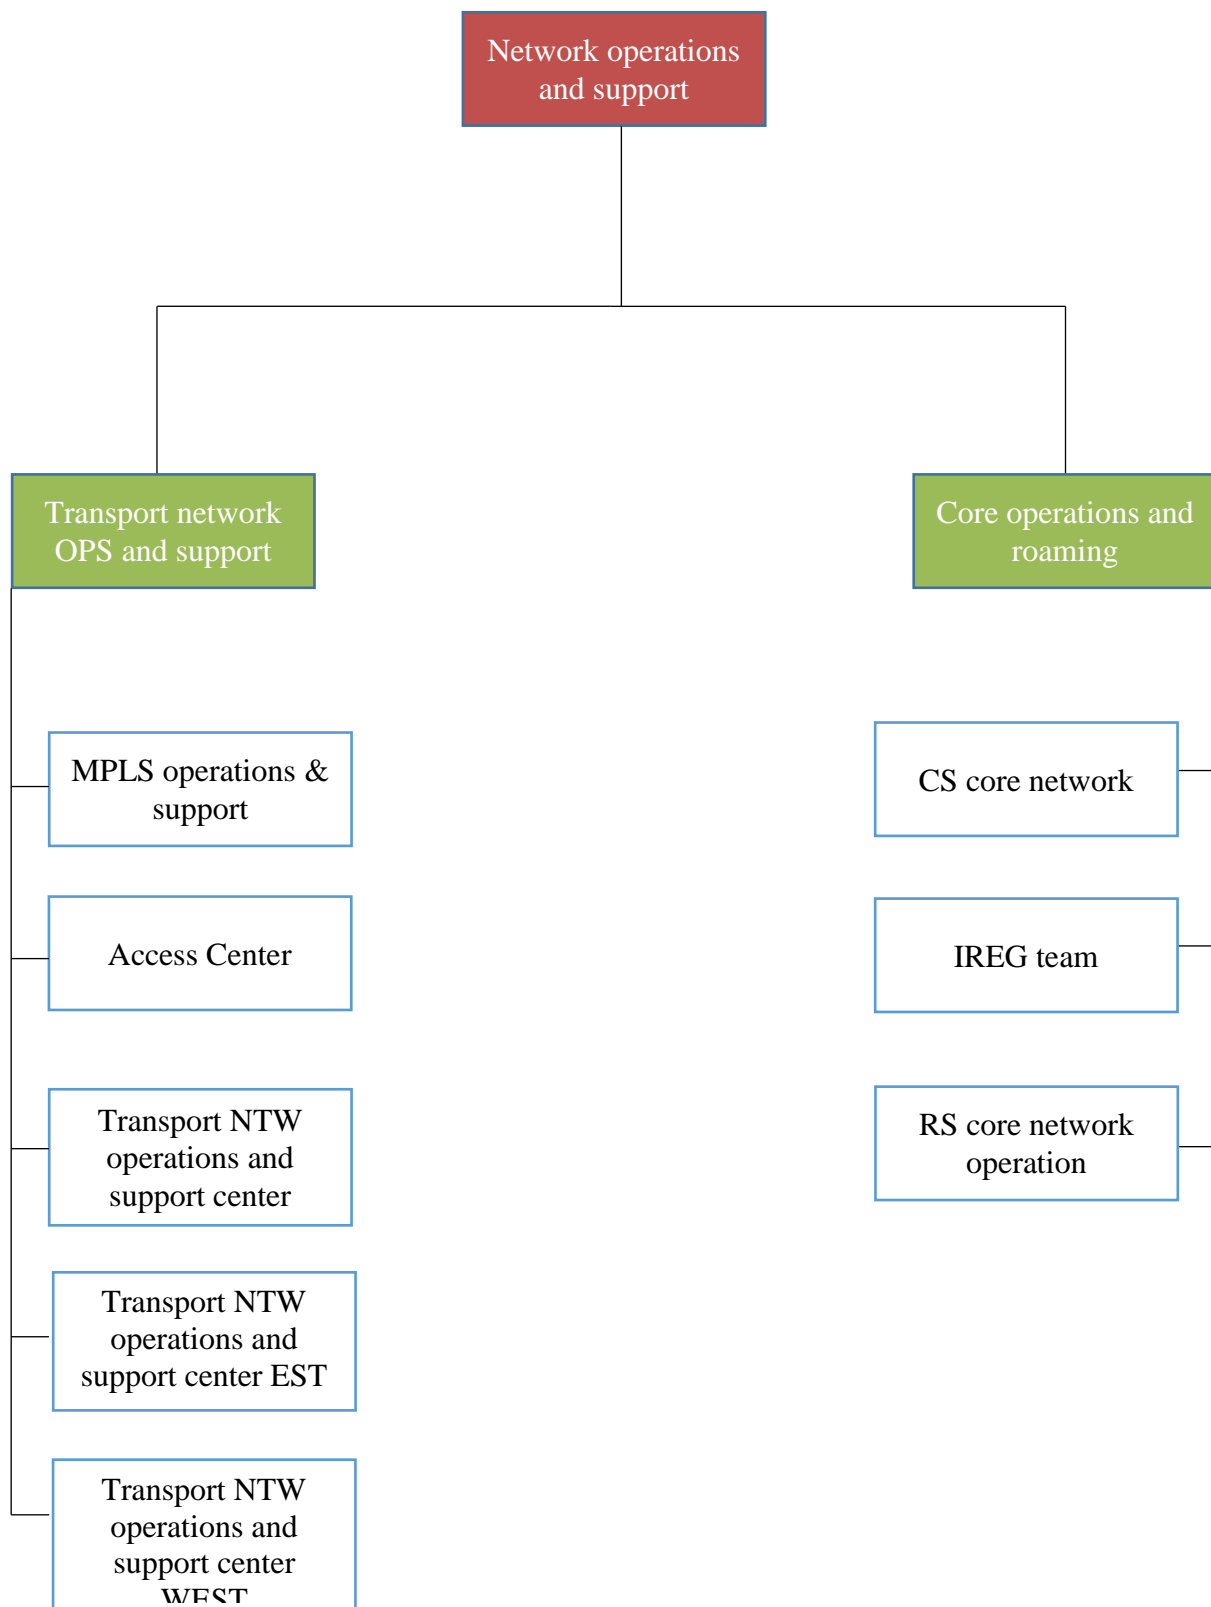 Network operations
and support
Transport network
OPS and support
Core operations and
roaming
MPLS operations &
support
CS core network
Access Center
IREG team
Transport NTW
operations and
support center
RS core network
operation
Transport NTW
operations and
support center EST
Transport NTW
operations and
support center
WEST